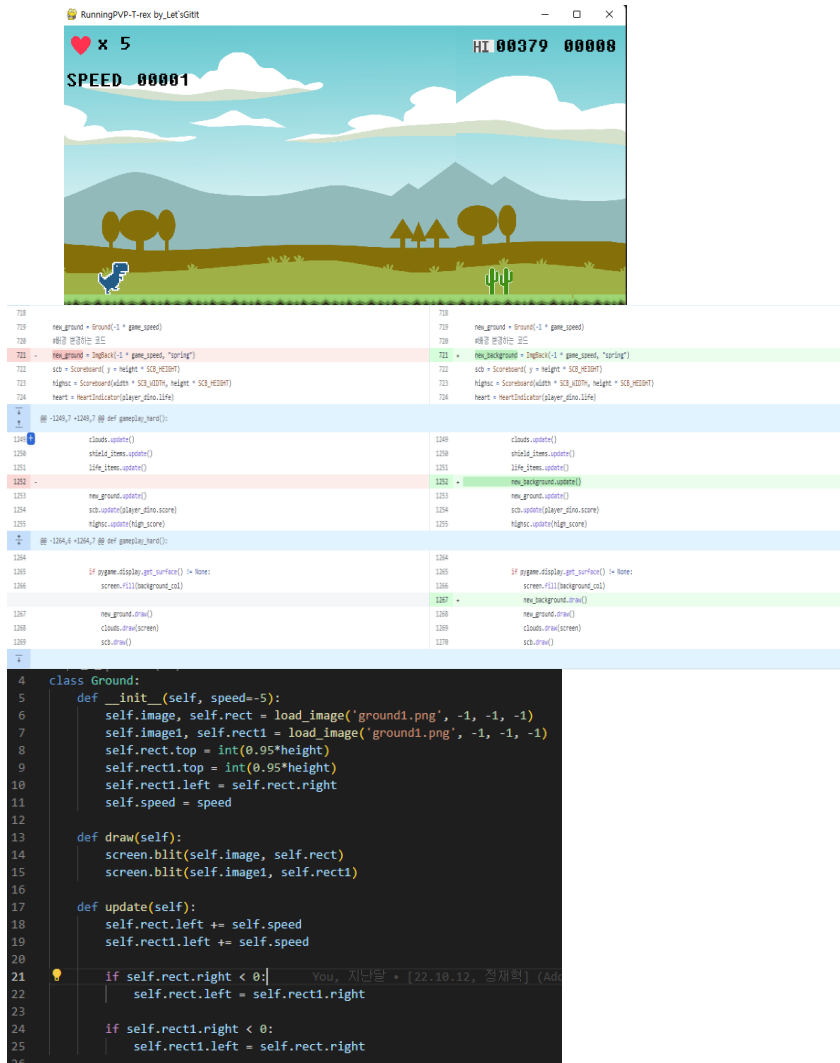 RunningPVP-T-rex by_Let'sGitIt
x 5
HI 00379 00008
SPEED 00001
718 718
719 new_ground = Ground(-1 * game_speed) 719 new_ground = Ground(-1 * game_speed)
720 #배경 변경하는 코드 720 #배경 변경하는 코드
721 - new_ground = ImgBack(-1 * game_speed, "spring") 721 + new_background = ImgBack(-1 * game_speed, "spring")
722 scb = Scoreboard( y = height * SCB_HEIGHT) 722 scb = Scoreboard( y = height * SCB_HEIGHT)
723 highsc = Scoreboard(width * SCB_WIDTH, height * SCB_HEIGHT) 723 highsc = Scoreboard(width * SCB_WIDTH, height * SCB_HEIGHT)
724 heart = HeartIndicator(player_dino.life) 724 heart = HeartIndicator(player_dino.life)
@@ -1249,7 +1249,7 @@ def gameplay_hard():
1249 + clouds.update() 1249 clouds.update()
1250 shield_items.update() 1250 shield_items.update()
1251 life_items.update() 1251 life_items.update()
1252 - 1252 + new_background.update()
1253 new_ground.update() 1253 new_ground.update()
1254 scb.update(player_dino.score) 1254 scb.update(player_dino.score)
1255 highsc.update(high_score) 1255 highsc.update(high_score)
@@ -1264,6 +1264,7 @@ def gameplay_hard():
1264 1264
1265 if pygame.display.get_surface() != None: 1265 if pygame.display.get_surface() != None:
1266 screen.fill(background_col) 1266 screen.fill(background_col)
1267 + new_background.draw()
1267 new_ground.draw() 1268 new_ground.draw()
1268 clouds.draw(screen) 1269 clouds.draw(screen)
1269 scb.draw() 1270 scb.draw()
4 class Ground:
5 def __init__(self, speed=-5):
6 self.image, self.rect = load_image('ground1.png', -1, -1, -1)
7 self.image1, self.rect1 = load_image('ground1.png', -1, -1, -1)
8 self.rect.top = int(0.95*height)
9 self.rect1.top = int(0.95*height)
10 self.rect1.left = self.rect.right
11 self.speed = speed
12
13 def draw(self):
14 screen.blit(self.image, self.rect)
15 screen.blit(self.image1, self.rect1)
16
17 def update(self):
18 self.rect.left += self.speed
19 self.rect1.left += self.speed
20
21 if self.rect.right < 0: You, 지난달 • [22.10.12, 정재혁] (Add
22 self.rect.left = self.rect1.right
23
24 if self.rect1.right < 0:
25 self.rect1.left = self.rect.right